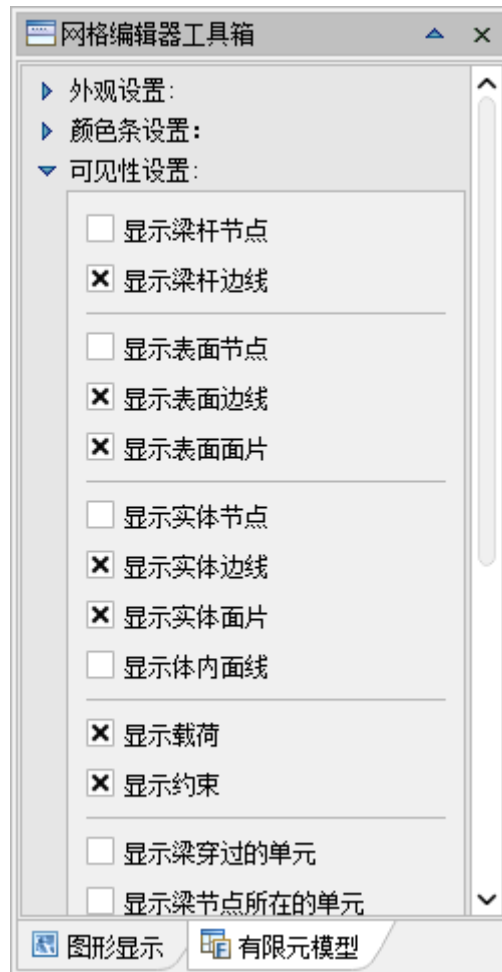 网格编辑器工具箱
外观设置:
颜色条设置:
可见性设置:
显示梁杆节点
显示梁杆边线
显示表面节点
显示表面边线
显示表面面片
显示实体节点
显示实体边线
显示实体面片
显示体内面线
显示载荷
显示约束
显示梁穿过的单元
显示梁节点所在的单元
图形显示 有限元模型